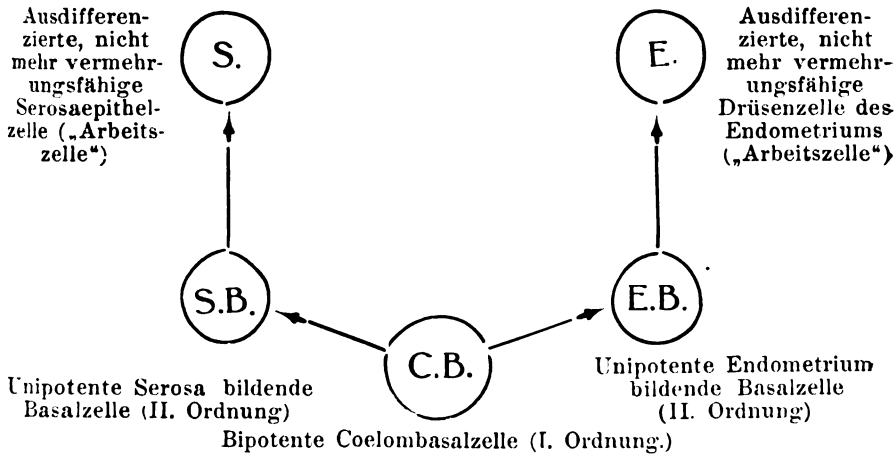 Ausdifferen-
zierte, nicht
mehr vermehr-
ungsfähige
Serosaepithel-
zelle („Arbeits-
zelle“)
S.
E.
Ausdifferen-
zierte, nicht
mehr vermehr-
ungsfähige
Drüsenzelle des
Endometriums
(„Arbeitszelle“)
S.B.
C.B.
E.B.
Unipotente Serosa bildende
Basalzelle (II. Ordnung)
Unipotente Endometrium
bildende Basalzelle
(II. Ordnung)
Bipotente Coelombasalzelle (I. Ordnung.)